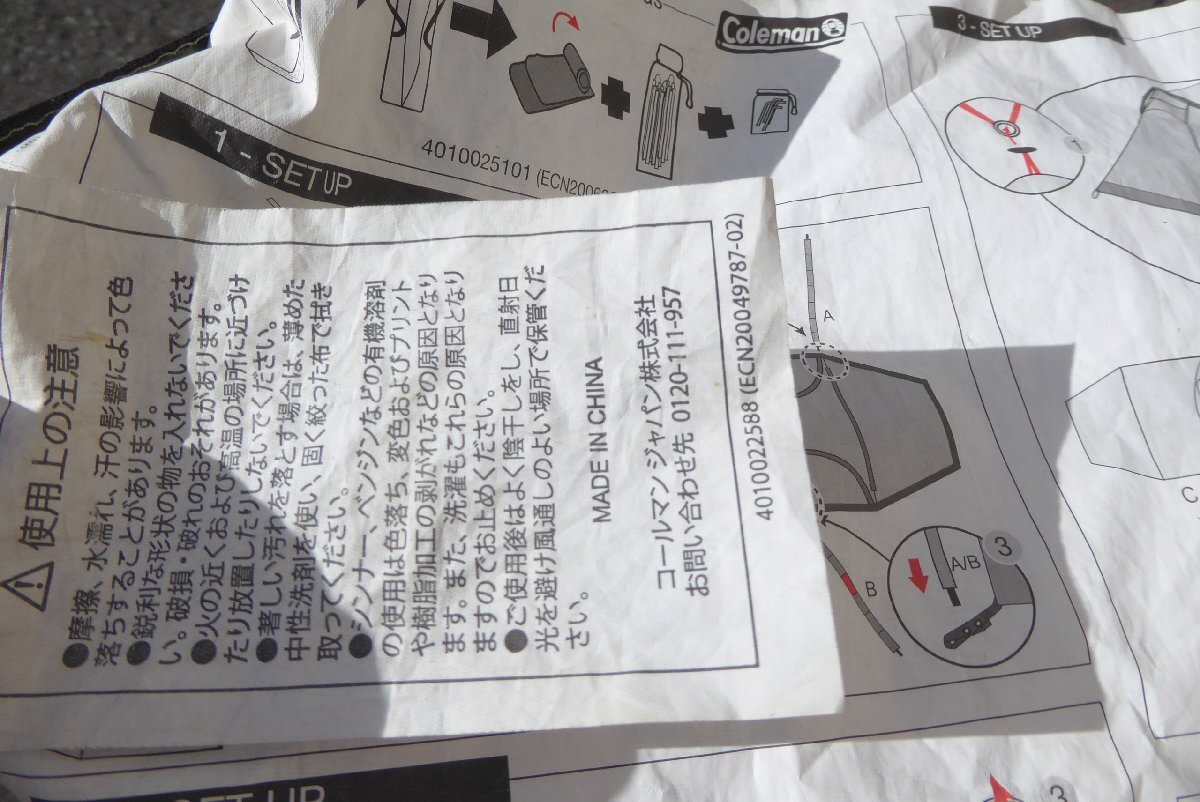 Coleman
3 - SET UP
1 - SET UP
4010025101
1
A
⚠ 使用上の注意
●摩擦、水濡れ、汗の影響によって色
落ちすることがあります。
●鋭利な形状の物を入れないでくださ
い。破損・破れのおそれがあります。
●火の近くおよび高温の場所に近づけ
たり放置したりしないでください。
●著しい汚れを落とす場合は、薄めた
中性洗剤を使い、固く絞った布で拭き
取ってください。
●シンナー、ベンジンなどの有機溶剤
の使用は色落ち、変色およびプリント
や樹脂加工の剥がれなどの原因となり
ます。また、洗濯もこれらの原因となり
ますのでお止めください。
●ご使用後はよく陰干しをし、直射日
光を避け風通しのよい場所で保管くだ
さい。
MADE IN CHINA
コールマン ジャパン株式会社
お問い合わせ先 0120-111-957
4010022588 (ECN20049787-02)
B
A/B
3
SET UP
3